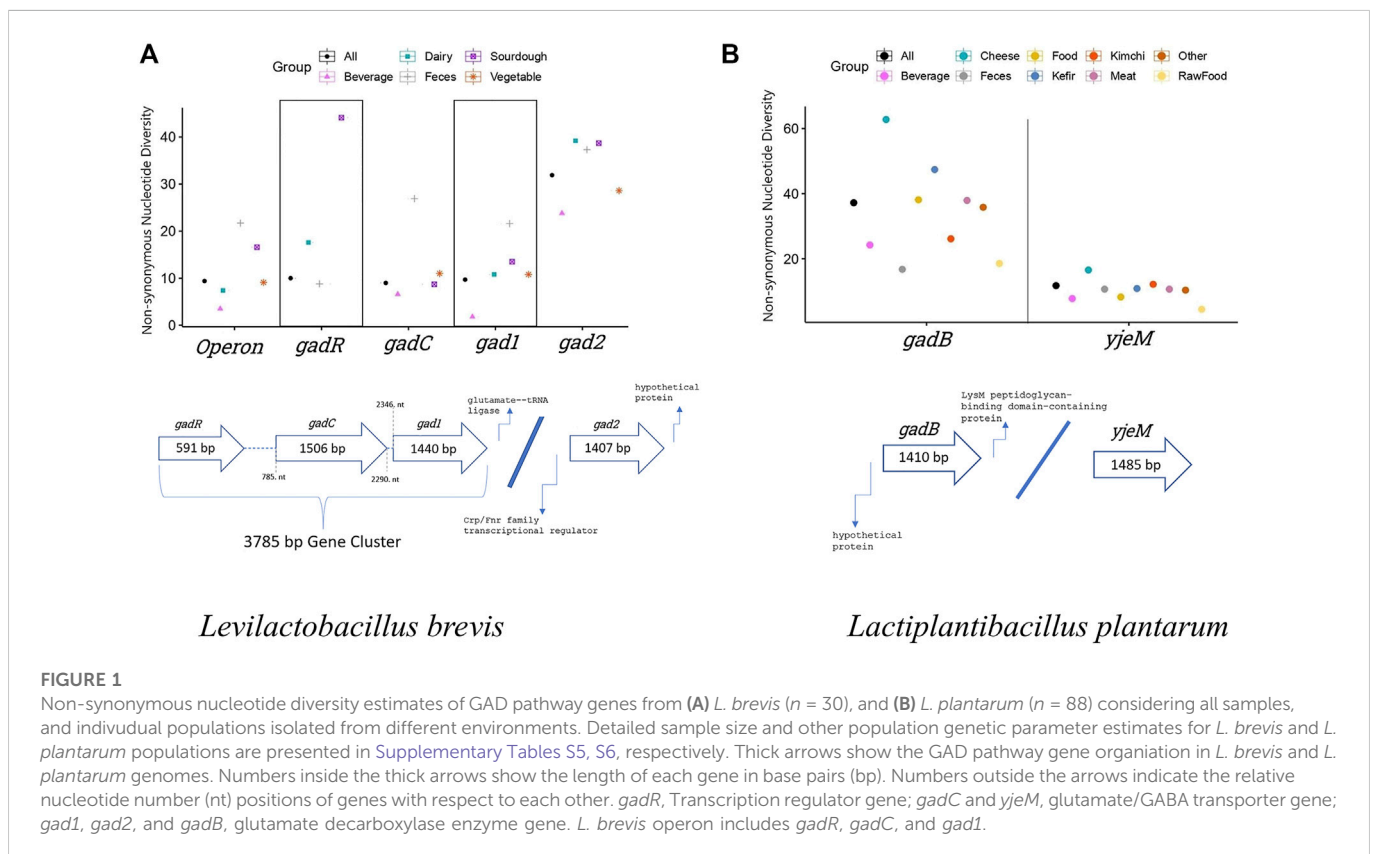 A
Group
All
Dairy
Sourdough
Beverage
Feces
Vegetable
Non-synonymous Nucleotide Diversity
40
30
20
10
0
Operon
gadR
gadC
gad1
gad2
B
Group
All
Cheese
Food
Kimchi
Other
Beverage
Feces
Kefir
Meat
RawFood
Non-synonymous Nucleotide Diversity
60
40
20
gadB
yjeM
gadR
591 bp
gadC
1506 bp
785. nt
2346. nt
2290. nt
gad1
1440 bp
glutamate--tRNA
ligase
gad2
1407 bp
hypothetical
protein
Crp/Fnr family
transcriptional regulator
3785 bp Gene Cluster
gadB
1410 bp
LysM peptidoglycan-
binding domain-containing
protein
hypothetical
protein
yjeM
1485 bp
Levilactobacillus brevis
Lactiplantibacillus plantarum
FIGURE 1
Non-synonymous nucleotide diversity estimates of GAD pathway genes from (A) L. brevis (n = 30), and (B) L. plantarum (n = 88) considering all samples,
and indivudual populations isolated from different environments. Detailed sample size and other population genetic parameter estimates for L. brevis and L.
plantarum populations are presented in Supplementary Tables S5, S6, respectively. Thick arrows show the GAD pathway gene organiation in L. brevis and L.
plantarum genomes. Numbers inside the thick arrows show the length of each gene in base pairs (bp). Numbers outside the arrows indicate the relative
nucleotide number (nt) positions of genes with respect to each other. gadR, Transcription regulator gene; gadC and yjeM, glutamate/GABA transporter gene;
gad1, gad2, and gadB, glutamate decarboxylase enzyme gene. L. brevis operon includes gadR, gadC, and gad1.